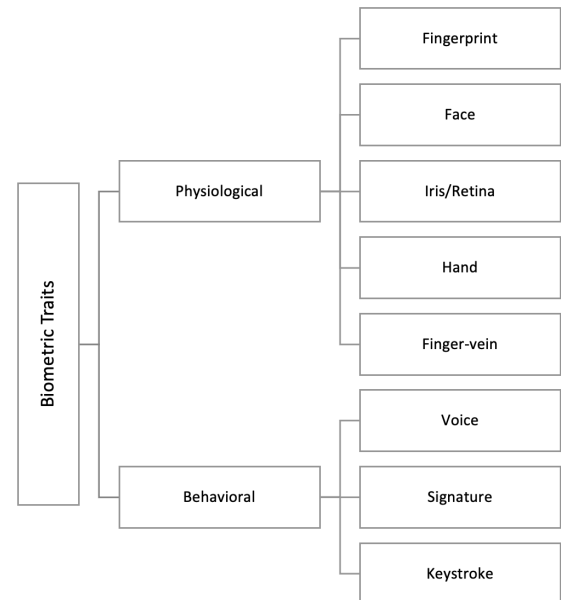 Biometric Traits
Physiological
Fingerprint
Face
Iris/Retina
Hand
Finger-vein
Behavioral
Voice
Signature
Keystroke